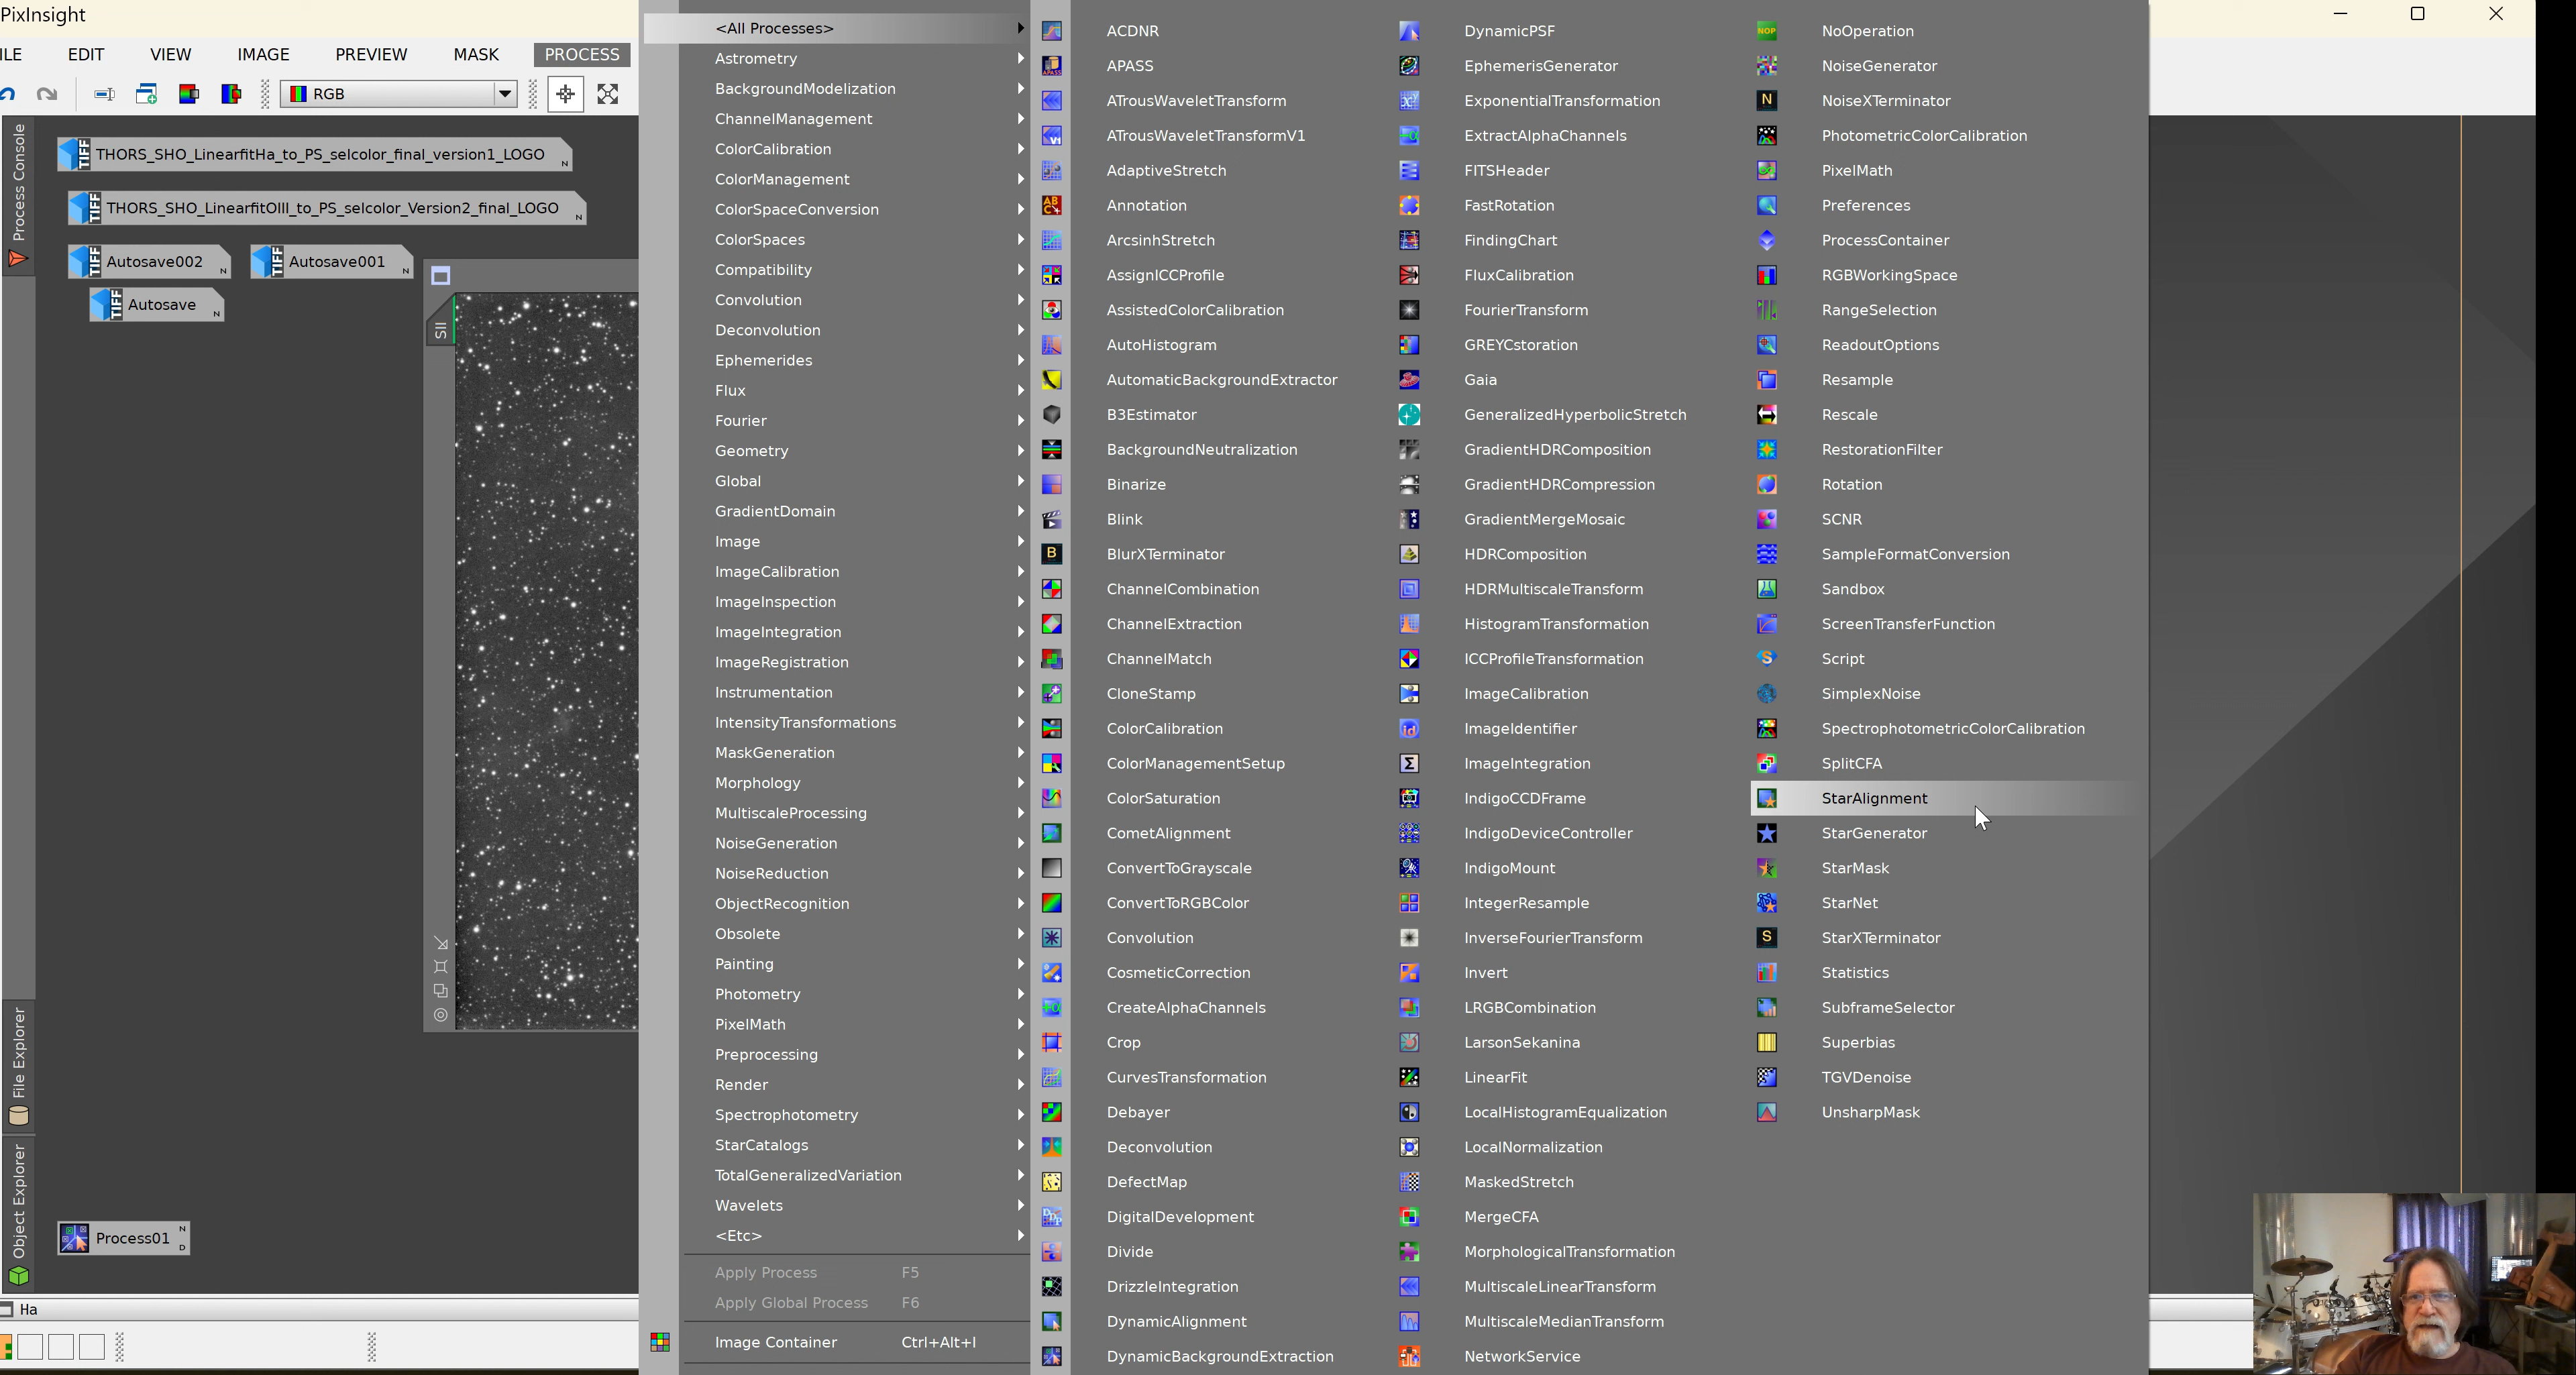 PixInsight
ILE EDIT VIEW IMAGE PREVIEW MASK PROCESS
RGB
Process Console
THORS_SHO_LinearfitHa_to_PS_selcolor_final_version1_LOGO
N
THORS_SHO_LinearfitOIII_to_PS_selcolor_Version2_final_LOGO
N
TIFF Autosave002 N
TIFF Autosave001 N
TIFF Autosave N
SII
File Explorer
Object Explorer
Process01 N D
Ha
<All Processes>
Astrometry
BackgroundModelization
ChannelManagement
ColorCalibration
ColorManagement
ColorSpaceConversion
ColorSpaces
Compatibility
Convolution
Deconvolution
Ephemerides
Flux
Fourier
Geometry
Global
GradientDomain
Image
ImageCalibration
ImageInspection
ImageIntegration
ImageRegistration
Instrumentation
IntensityTransformations
MaskGeneration
Morphology
MultiscaleProcessing
NoiseGeneration
NoiseReduction
ObjectRecognition
Obsolete
Painting
Photometry
PixelMath
Preprocessing
Render
Spectrophotometry
StarCatalogs
TotalGeneralizedVariation
Wavelets
<Etc>
Apply Process F5
Apply Global Process F6
Image Container Ctrl+Alt+I
ACDNR
APASS
ATrousWaveletTransform
ATrousWaveletTransformV1
AdaptiveStretch
Annotation
ArcsinhStretch
AssignICCProfile
AssistedColorCalibration
AutoHistogram
AutomaticBackgroundExtractor
B3Estimator
BackgroundNeutralization
Binarize
Blink
BlurXTerminator
ChannelCombination
ChannelExtraction
ChannelMatch
CloneStamp
ColorCalibration
ColorManagementSetup
ColorSaturation
CometAlignment
ConvertToGrayscale
ConvertToRGBColor
Convolution
CosmeticCorrection
CreateAlphaChannels
Crop
CurvesTransformation
Debayer
Deconvolution
DefectMap
DigitalDevelopment
Divide
DrizzleIntegration
DynamicAlignment
DynamicBackgroundExtraction
DynamicPSF
EphemerisGenerator
ExponentialTransformation
ExtractAlphaChannels
FITSHeader
FastRotation
FindingChart
FluxCalibration
FourierTransform
GREYCstoration
Gaia
GeneralizedHyperbolicStretch
GradientHDRComposition
GradientHDRCompression
GradientMergeMosaic
HDRComposition
HDRMultiscaleTransform
HistogramTransformation
ICCProfileTransformation
ImageCalibration
ImageIdentifier
ImageIntegration
IndigoCCDFrame
IndigoDeviceController
IndigoMount
IntegerResample
InverseFourierTransform
Invert
LRGBCombination
LarsonSekanina
LinearFit
LocalHistogramEqualization
LocalNormalization
MaskedStretch
MergeCFA
MorphologicalTransformation
MultiscaleLinearTransform
MultiscaleMedianTransform
NetworkService
NoOperation
NoiseGenerator
NoiseXTerminator
PhotometricColorCalibration
PixelMath
Preferences
ProcessContainer
RGBWorkingSpace
RangeSelection
ReadoutOptions
Resample
Rescale
RestorationFilter
Rotation
SCNR
SampleFormatConversion
Sandbox
ScreenTransferFunction
Script
SimplexNoise
SpectrophotometricColorCalibration
SplitCFA
StarAlignment
StarGenerator
StarMask
StarNet
StarXTerminator
Statistics
SubframeSelector
Superbias
TGVDenoise
UnsharpMask